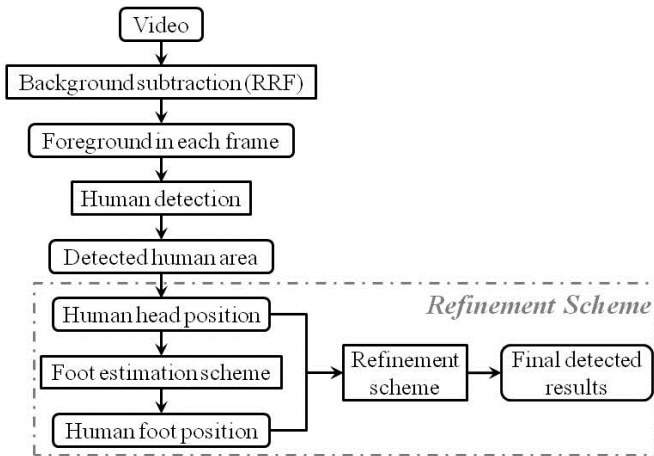 Video
Background subtraction (RRF)
Foreground in each frame
Human detection
Detected human area
Refinement Scheme
Human head position
Foot estimation scheme
Human foot position
Refinement
scheme
Final detected
results